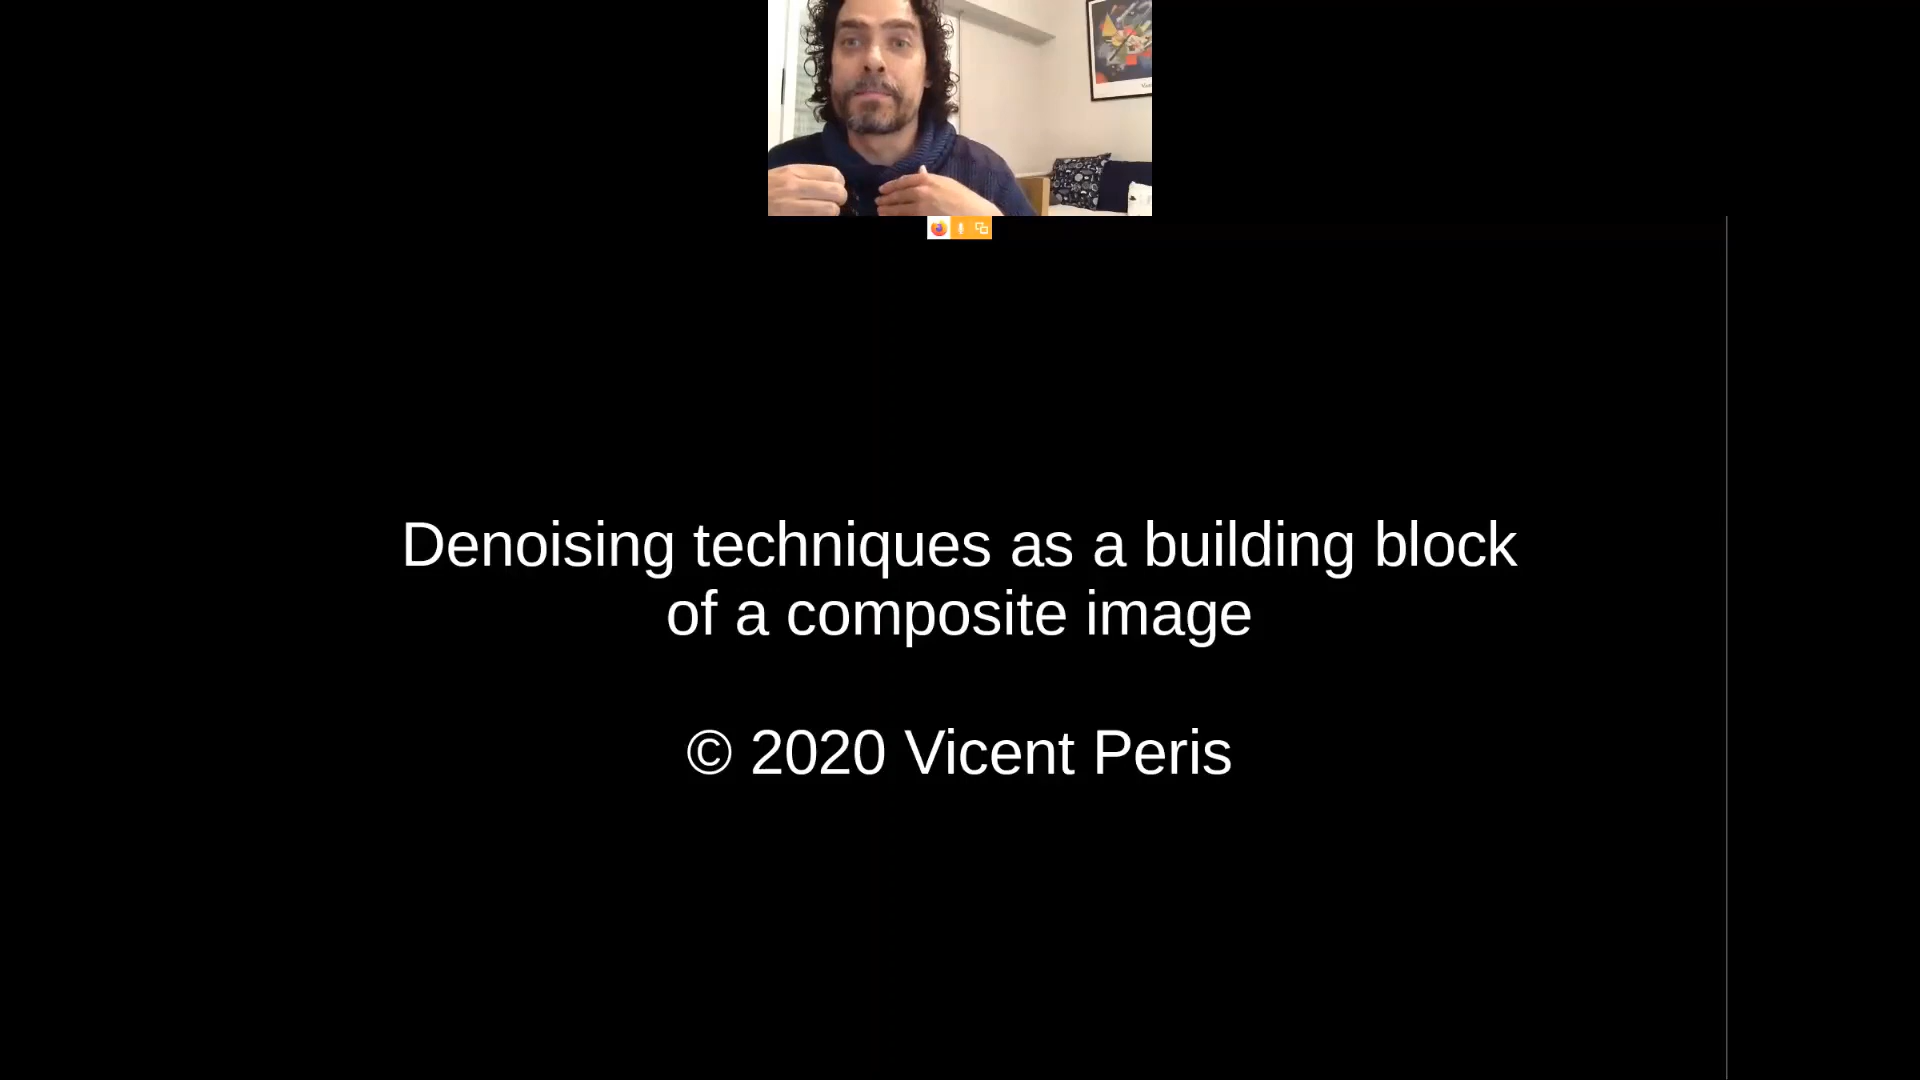 Denoising techniques as a building block
of a composite image
© 2020 Vicent Peris